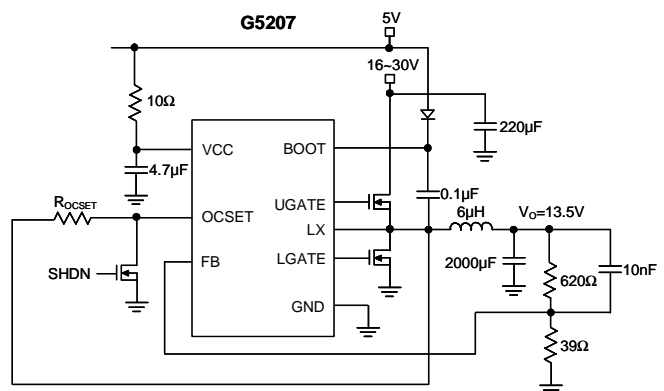 G5207
5V
16~30V
10Ω
220µF
VCC
BOOT
4.7µF
0.1µF
ROCSET
OCSET
UGATE
6µH
VO=13.5V
LX
FB
LGATE
SHDN
2000µF
620Ω
10nF
GND
39Ω